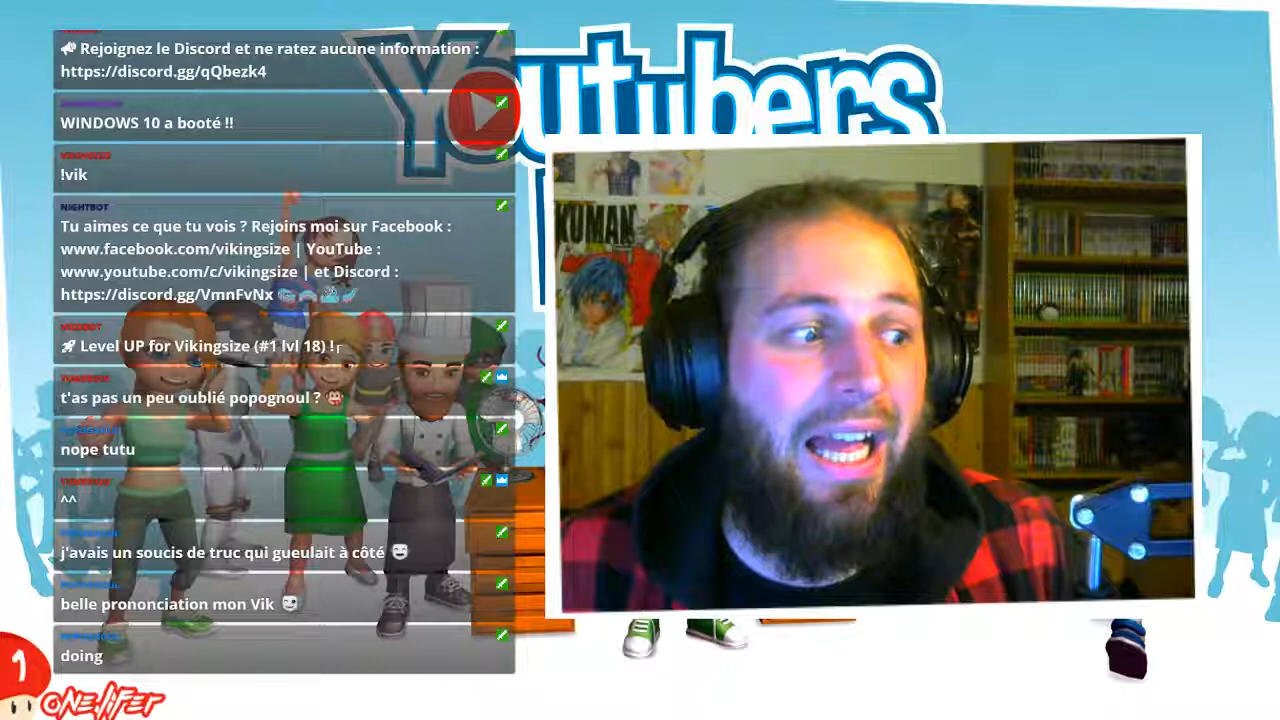 Rejoignez le Discord et ne ratez aucune information :
https://discord.gg/qQbezk4
WINDOWS 10 a booté !!
VIKINGSIZE
!vik
NIGHTBOT
Tu aimes ce que tu vois ? Rejoins moi sur Facebook :
www.facebook.com/vikingsize | YouTube :
www.youtube.com/c/vikingsize | et Discord :
https://discord.gg/VmnFvNx
Level UP for Vikingsize (#1 lvl 18) !r
t'as pas un peu oublié popognoul ?
nope tutu
^^
j'avais un soucis de truc qui gueulait à côté
belle prononciation mon Vik
doing
Youtubers
KUMAN
1
ONE LIFER